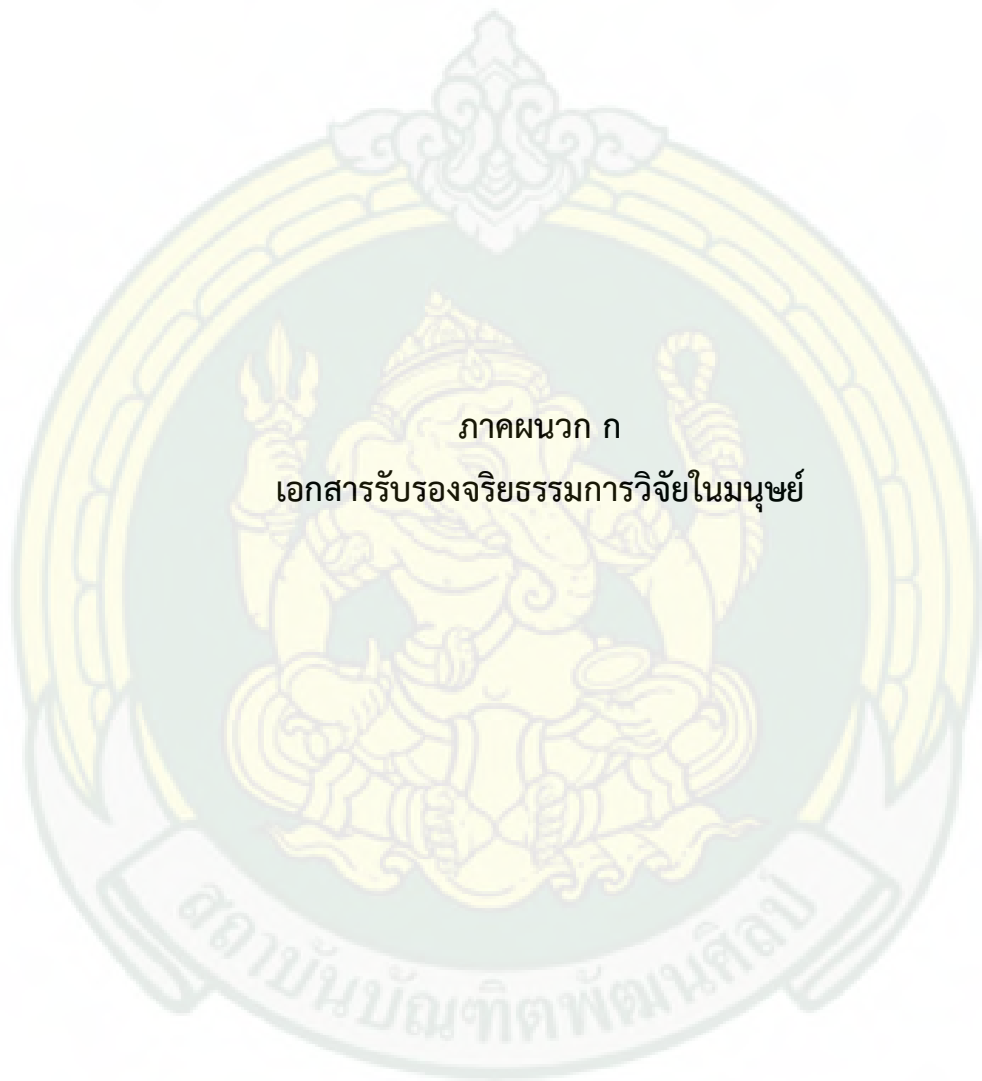 ภาคผนวก ก
เอกสารรับรองจริยธรรมการวิจัยในมนุษย์
สถาบันบัณฑิตพัฒนศิลป์